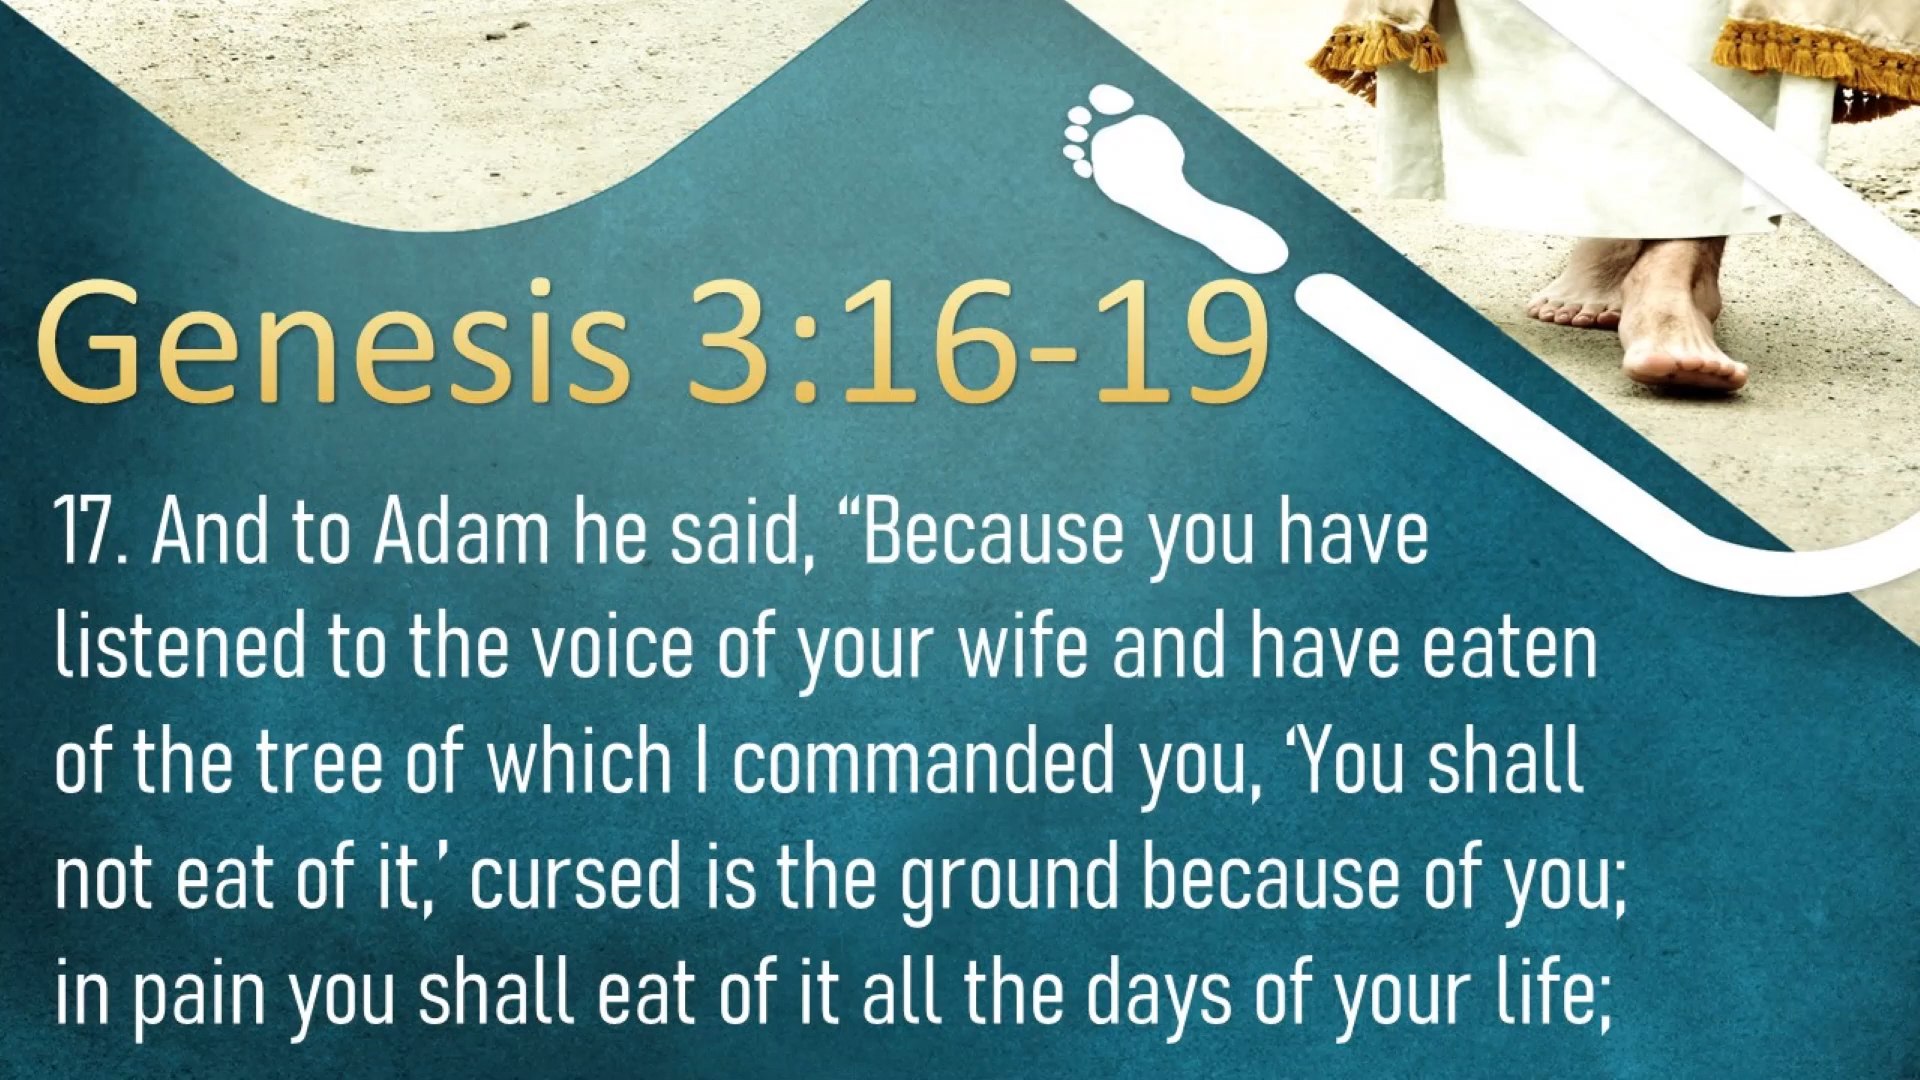 Genesis 3:16-19
17. And to Adam he said, “Because you have
listened to the voice of your wife and have eaten
of the tree of which I commanded you, ‘You shall
not eat of it,’ cursed is the ground because of you;
in pain you shall eat of it all the days of your life;